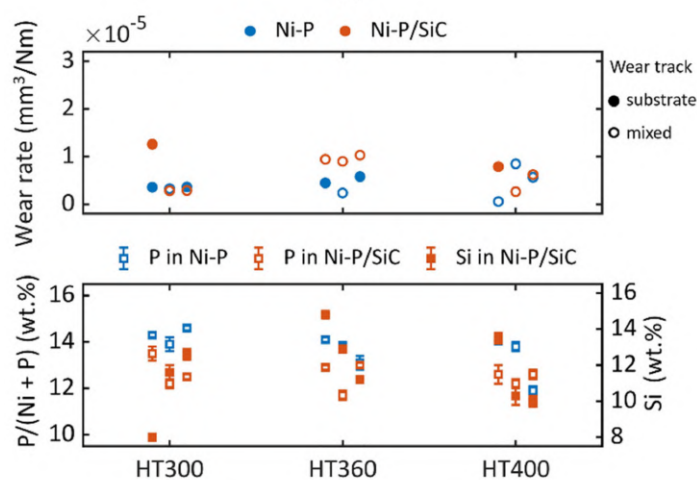 Ni-P Ni-P/SiC
× 10⁻⁵
Wear rate (mm³/Nm)
3
2
1
0
Wear track
substrate
mixed
P in Ni-P P in Ni-P/SiC Si in Ni-P/SiC
P/(Ni + P) (wt.%)
16
14
12
10
16
14
12
10
8
Si (wt.%)
HT300 HT360 HT400